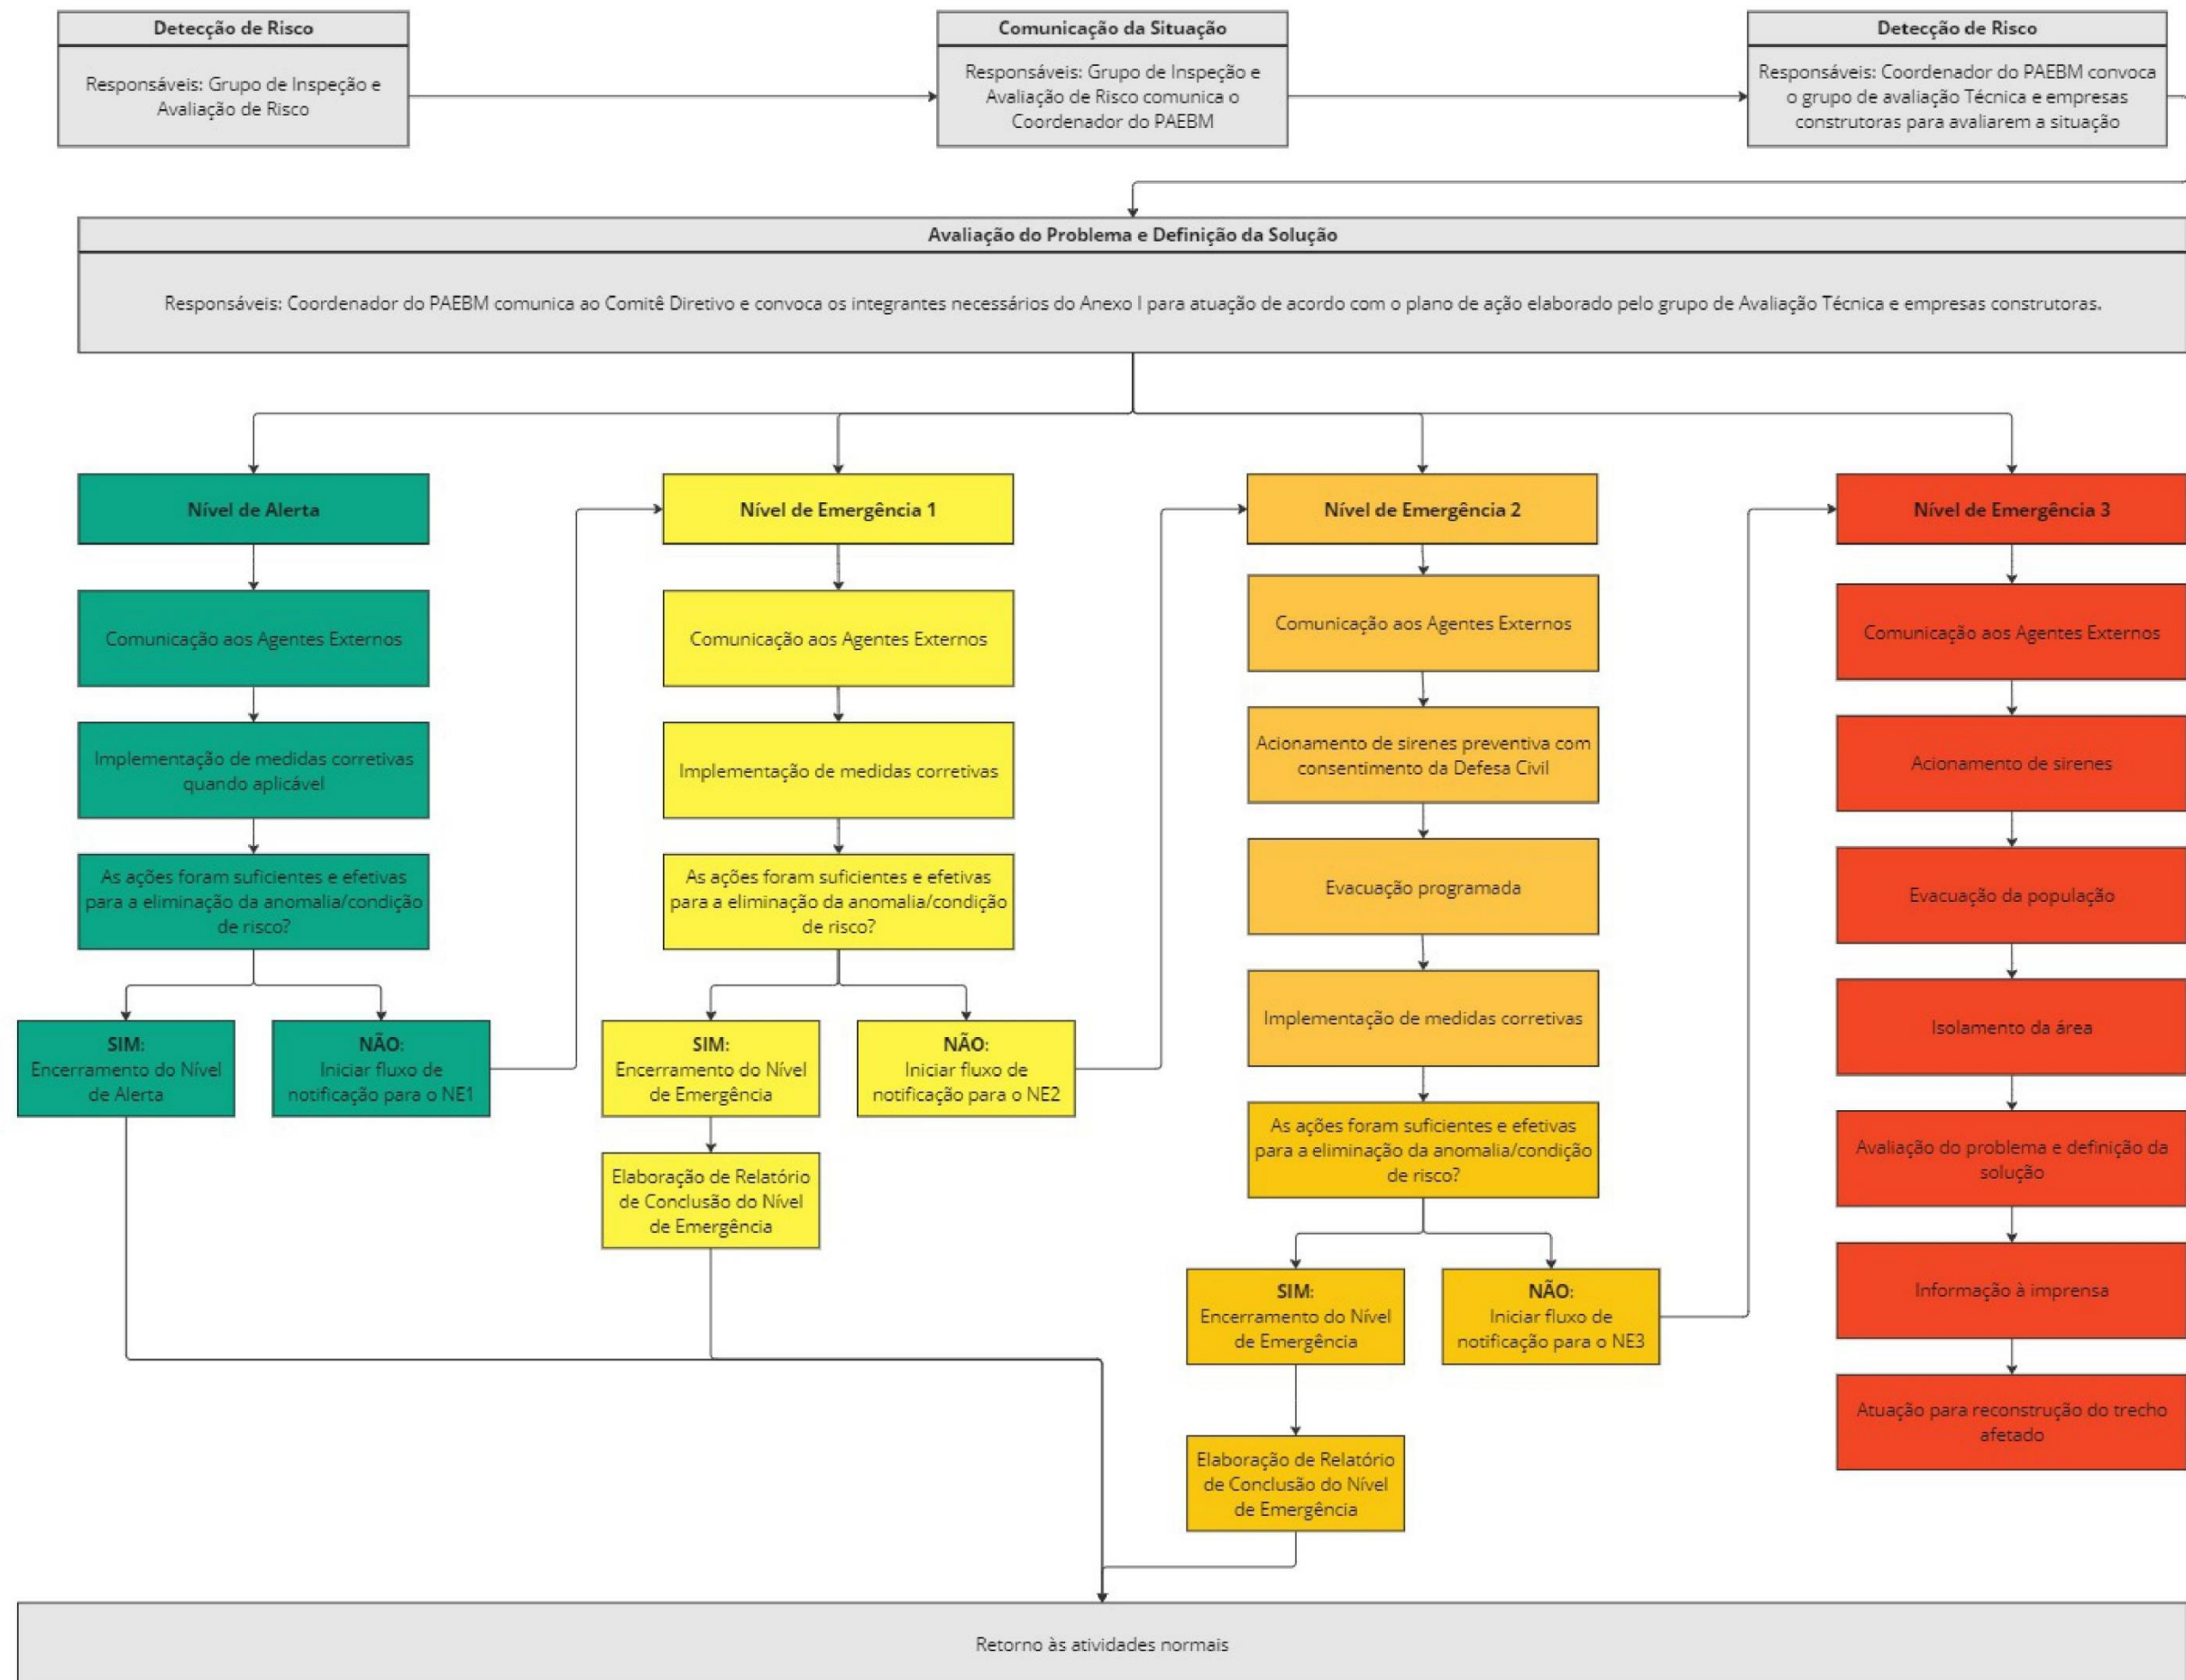 Detecção de Risco
Responsáveis: Grupo de Inspeção e
Avaliação de Risco
Comunicação da Situação
Responsáveis: Grupo de Inspeção e
Avaliação de Risco comunica o
Coordenador do PAEBM
Detecção de Risco
Responsáveis: Coordenador do PAEBM convoca
o grupo de avaliação Técnica e empresas
construtoras para avaliarem a situação
Avaliação do Problema e Definição da Solução
Responsáveis: Coordenador do PAEBM comunica ao Comitê Diretivo e convoca os integrantes necessários do Anexo I para atuação de acordo com o plano de ação elaborado pelo grupo de Avaliação Técnica e empresas construtoras.
Nível de Alerta
Comunicação aos Agentes Externos
Implementação de medidas corretivas
quando aplicável
As ações foram suficientes e efetivas
para a eliminação da anomalia/condição
de risco?
SIM:
Encerramento do Nível
de Alerta
NÃO:
Iniciar fluxo de
notificação para o NE1
Nível de Emergência 1
Comunicação aos Agentes Externos
Implementação de medidas corretivas
As ações foram suficientes e efetivas
para a eliminação da anomalia/condição
de risco?
SIM:
Encerramento do Nível
de Emergência
NÃO:
Iniciar fluxo de
notificação para o NE2
Elaboração de Relatório
de Conclusão do Nível
de Emergência
Nível de Emergência 2
Comunicação aos Agentes Externos
Acionamento de sirenes preventiva com
consentimento da Defesa Civil
Evacuação programada
Implementação de medidas corretivas
As ações foram suficientes e efetivas
para a eliminação da anomalia/condição
de risco?
SIM:
Encerramento do Nível
de Emergência
NÃO:
Iniciar fluxo de
notificação para o NE3
Elaboração de Relatório
de Conclusão do Nível
de Emergência
Nível de Emergência 3
Comunicação aos Agentes Externos
Acionamento de sirenes
Evacuação da população
Isolamento da área
Avaliação do problema e definição da
solução
Informação à imprensa
Atuação para reconstrução do trecho
afetado
Retorno às atividades normais